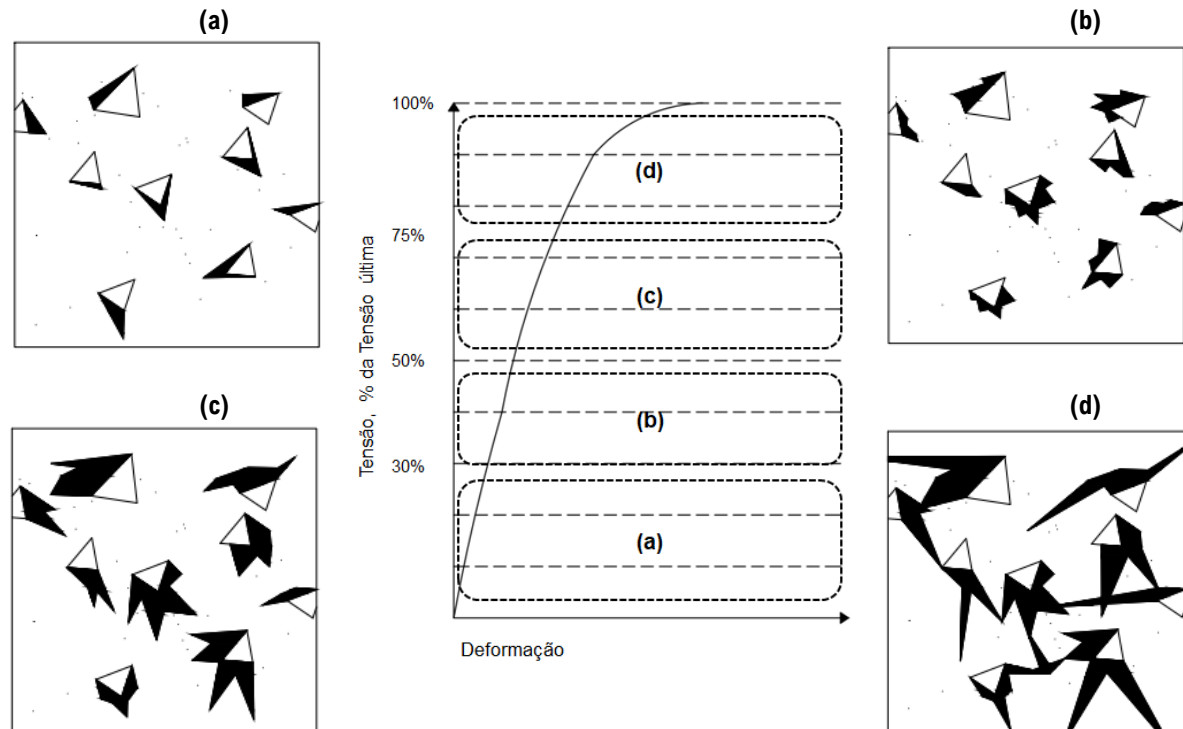 (a)
(b)
100%
(d)
75%
(c)
50%
(b)
30%
(a)
Tensão, % da Tensão última
Deformação
(c)
(d)